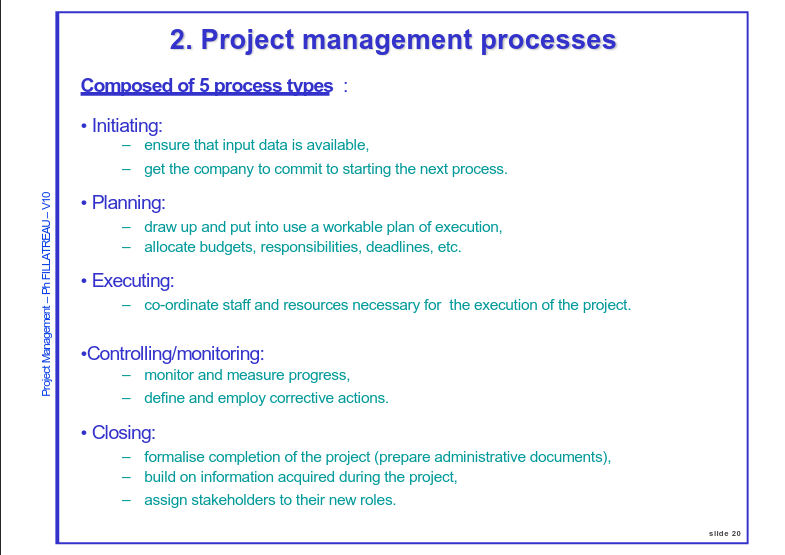 2. Project management processes
Composed of 5 process types :
• Initiating:
– ensure that input data is available,
– get the company to commit to starting the next process.
• Planning:
– draw up and put into use a workable plan of execution,
– allocate budgets, responsibilities, deadlines, etc.
• Executing:
– co-ordinate staff and resources necessary for the execution of the project.
•Controlling/monitoring:
– monitor and measure progress,
– define and employ corrective actions.
• Closing:
– formalise completion of the project (prepare administrative documents),
– build on information acquired during the project,
– assign stakeholders to their new roles.
Project Management – Ph FILLATREAU – V10
slide 20